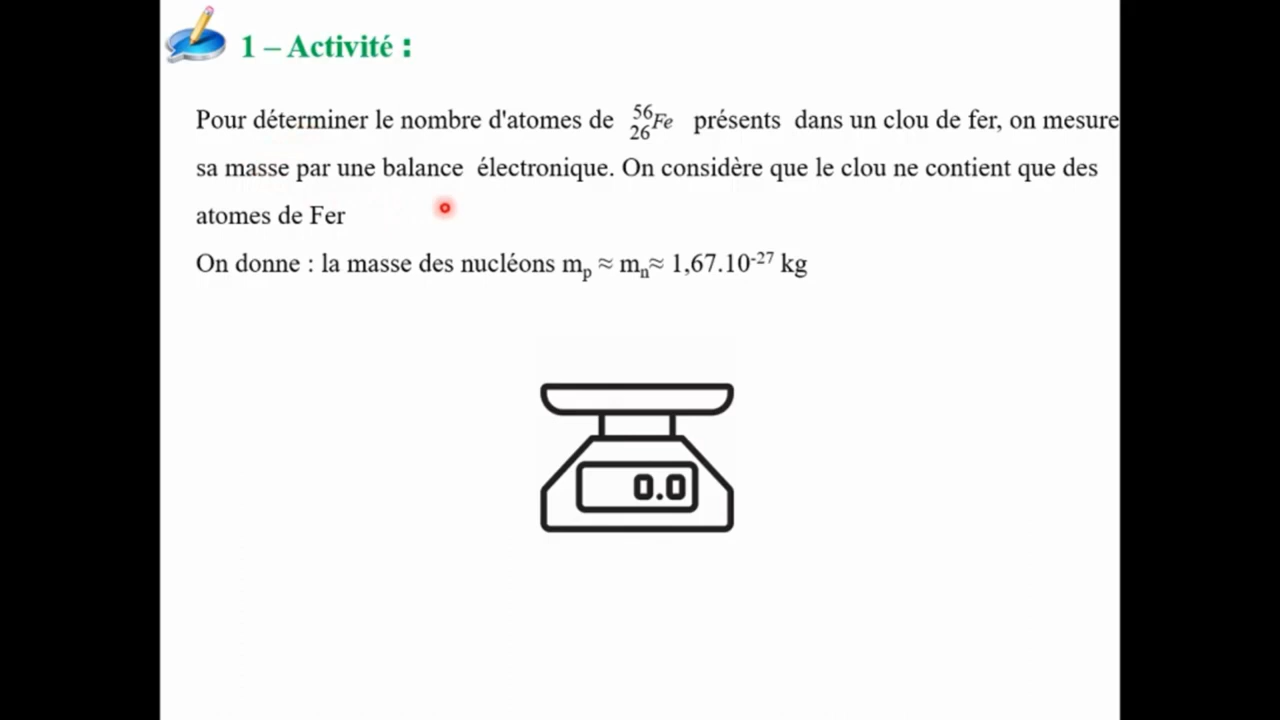 1 – Activité :
Pour déterminer le nombre d'atomes de ⁵⁶₂₆Fe présents dans un clou de fer, on mesure
sa masse par une balance électronique. On considère que le clou ne contient que des
atomes de Fer
On donne : la masse des nucléons mₚ ≈ mₙ≈ 1,67.10⁻²⁷ kg
0.0